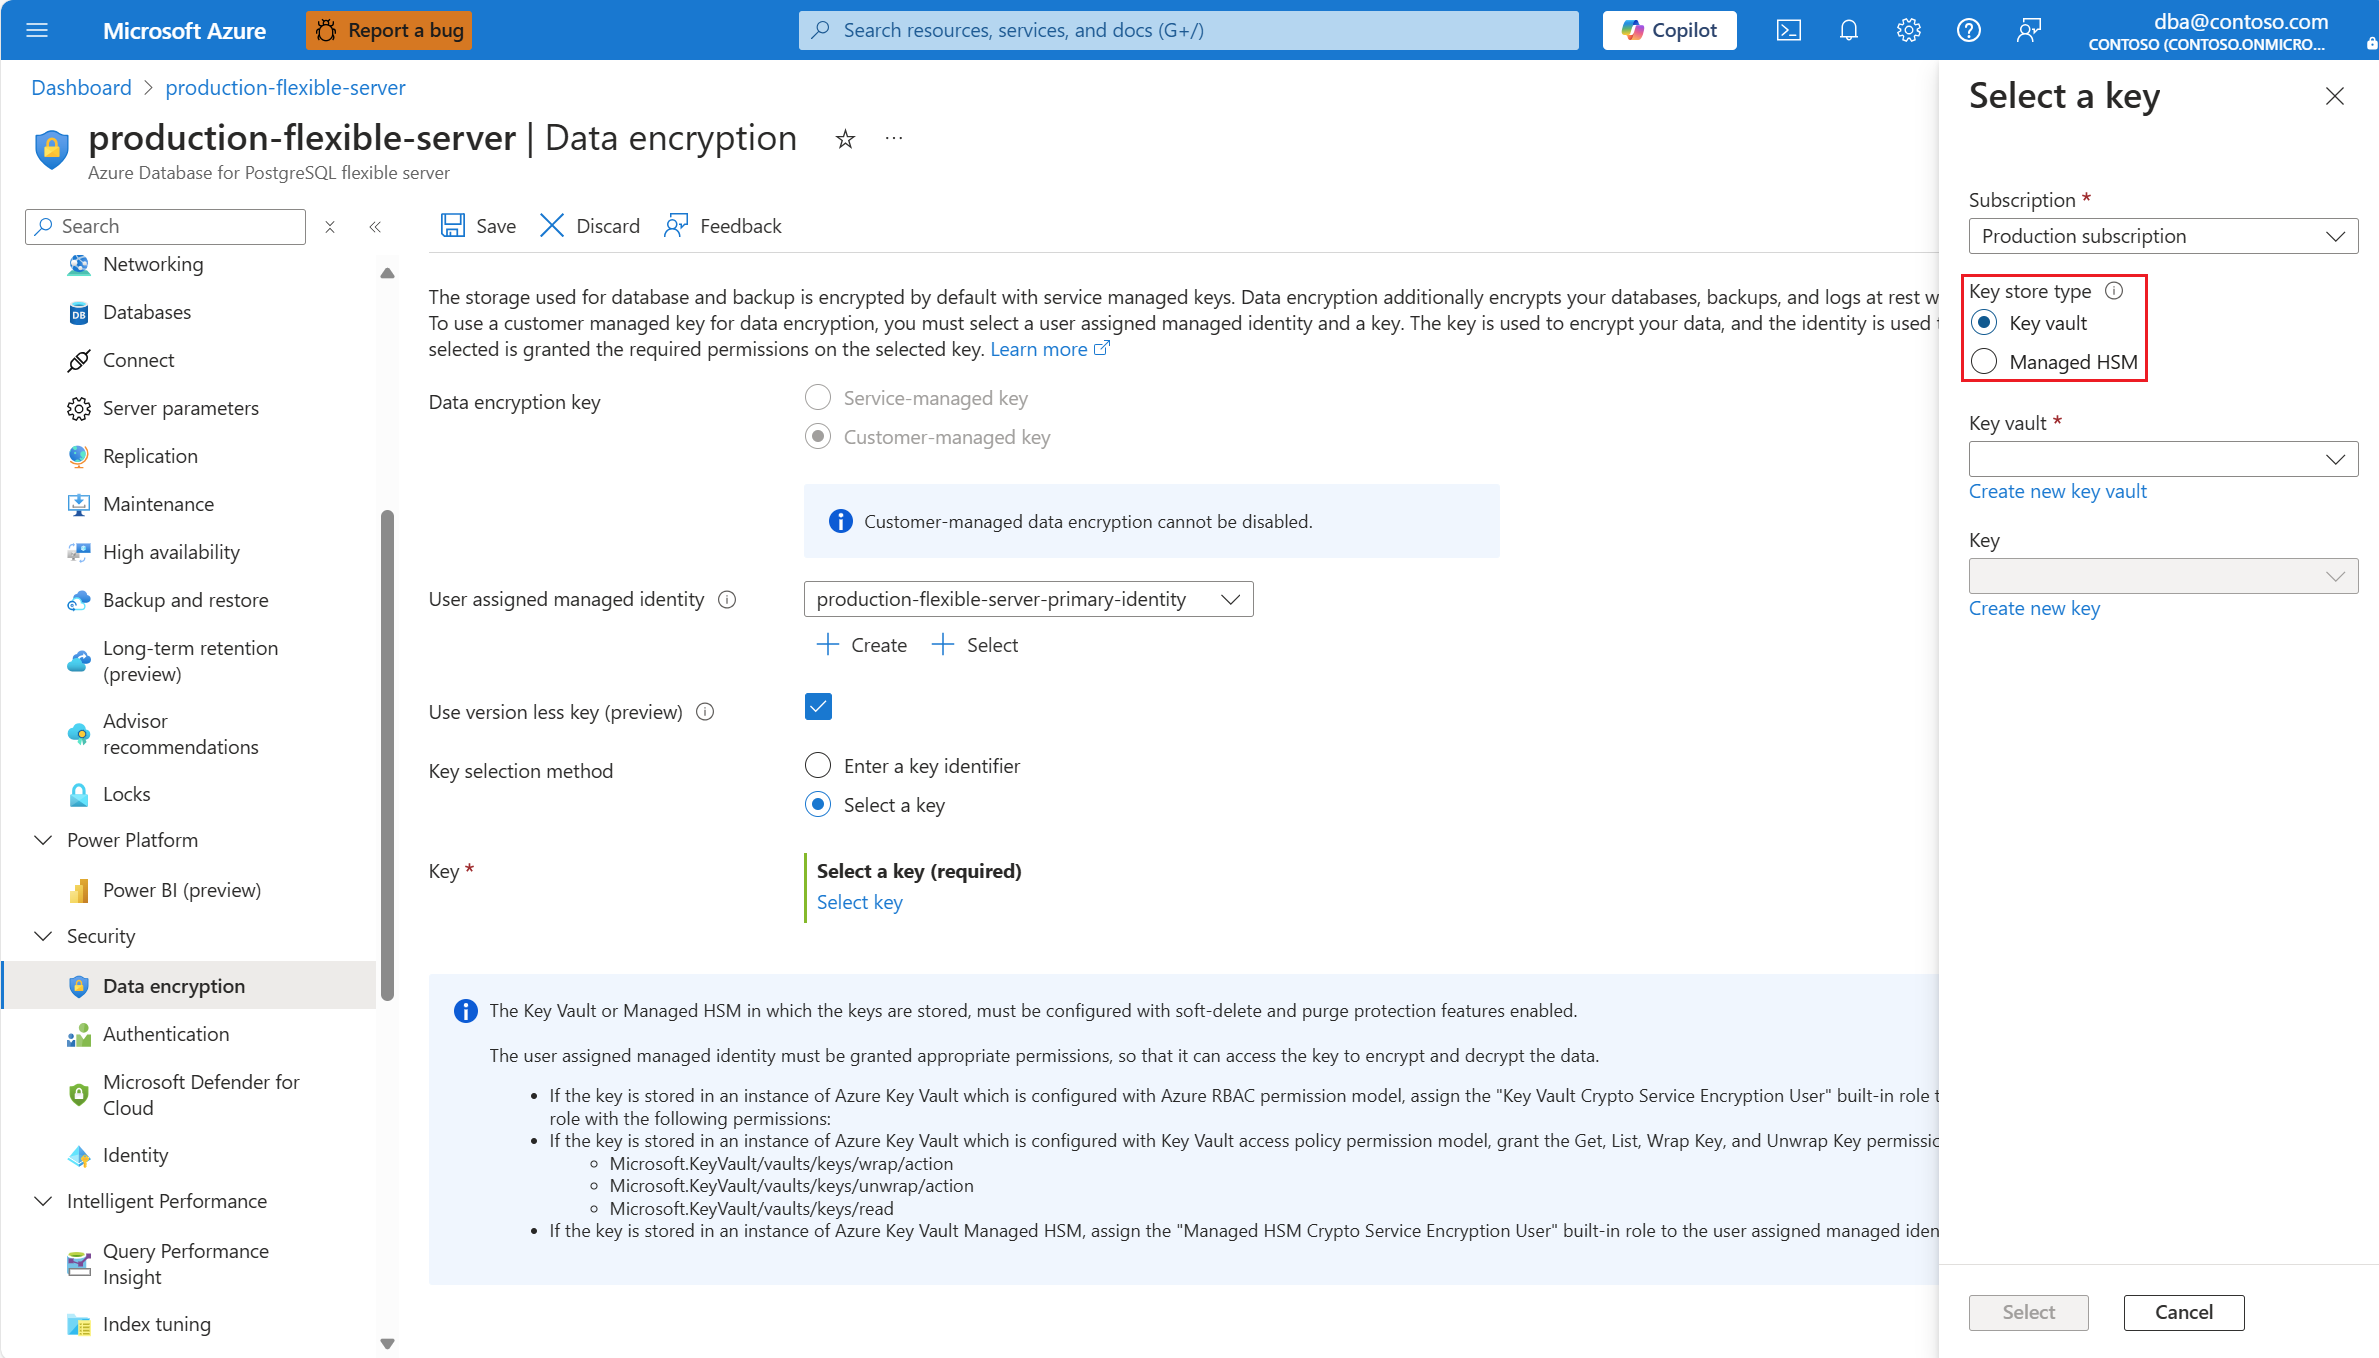 Microsoft Azure
Report a bug
Search resources, services, and docs (G+/)
Copilot
dba@contoso.com
CONTOSO (CONTOSO.ONMICRO...
Dashboard > production-flexible-server
production-flexible-server | Data encryption
Azure Database for PostgreSQL flexible server
Search
Networking
Databases
Connect
Server parameters
Replication
Maintenance
High availability
Backup and restore
Long-term retention
(preview)
Advisor
recommendations
Locks
Power Platform
Power BI (preview)
Security
Data encryption
Authentication
Microsoft Defender for
Cloud
Identity
Intelligent Performance
Query Performance
Insight
Index tuning
Save
Discard
Feedback
The storage used for database and backup is encrypted by default with service managed keys. Data encryption additionally encrypts your databases, backups, and logs at rest w
To use a customer managed key for data encryption, you must select a user assigned managed identity and a key. The key is used to encrypt your data, and the identity is used
selected is granted the required permissions on the selected key. Learn more
Data encryption key
Service-managed key
Customer-managed key
Customer-managed data encryption cannot be disabled.
User assigned managed identity
production-flexible-server-primary-identity
Create
Select
Use version less key (preview)
Key selection method
Enter a key identifier
Select a key
Key *
Select a key (required)
Select key
The Key Vault or Managed HSM in which the keys are stored, must be configured with soft-delete and purge protection features enabled.
The user assigned managed identity must be granted appropriate permissions, so that it can access the key to encrypt and decrypt the data.
• If the key is stored in an instance of Azure Key Vault which is configured with Azure RBAC permission model, assign the "Key Vault Crypto Service Encryption User" built-in role t
role with the following permissions:
• If the key is stored in an instance of Azure Key Vault which is configured with Key Vault access policy permission model, grant the Get, List, Wrap Key, and Unwrap Key permissic
◦ Microsoft.KeyVault/vaults/keys/wrap/action
◦ Microsoft.KeyVault/vaults/keys/unwrap/action
◦ Microsoft.KeyVault/vaults/keys/read
• If the key is stored in an instance of Azure Key Vault Managed HSM, assign the "Managed HSM Crypto Service Encryption User" built-in role to the user assigned managed iden
Select a key
Subscription *
Production subscription
Key store type
Key vault
Managed HSM
Key vault *
Create new key vault
Key
Create new key
Select
Cancel